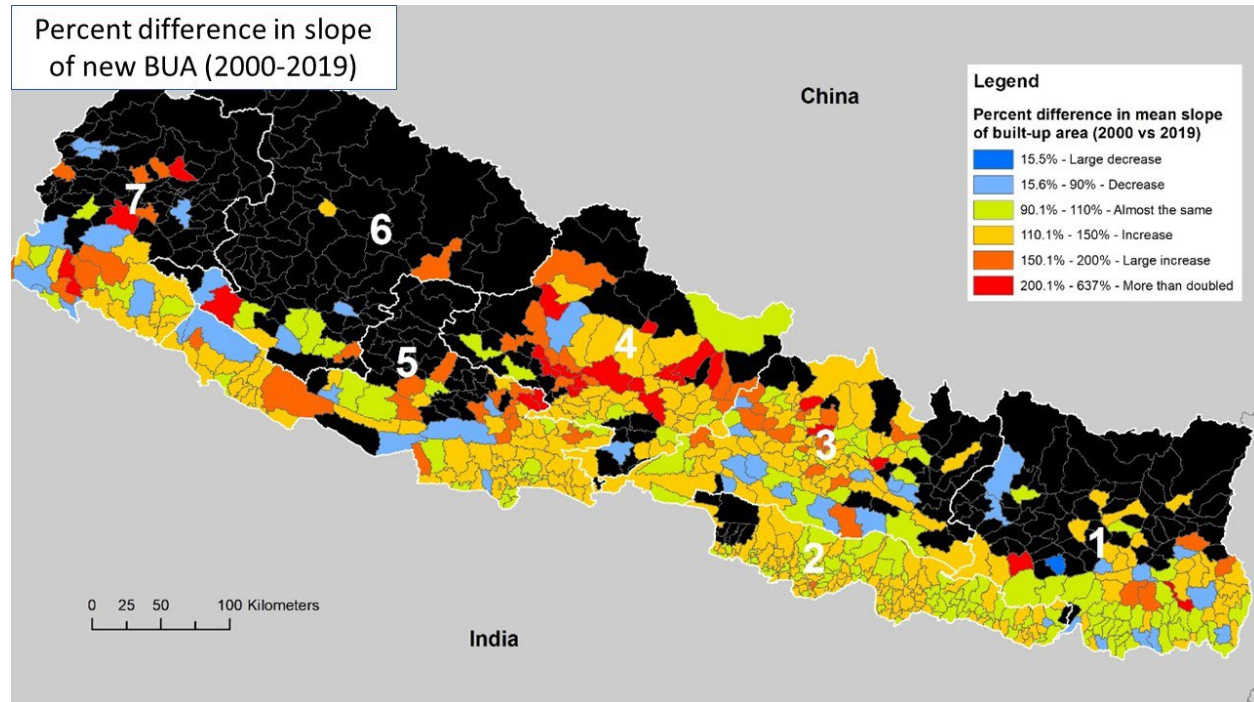 Percent difference in slope
of new BUA (2000-2019)
China
Legend
Percent difference in mean slope
of built-up area (2000 vs 2019)
15.5% - Large decrease
15.6% - 90% - Decrease
90.1% - 110% - Almost the same
110.1% - 150% - Increase
150.1% - 200% - Large increase
200.1% - 637% - More than doubled
7
6
5
4
3
2
1
0 25 50 100 Kilometers
India